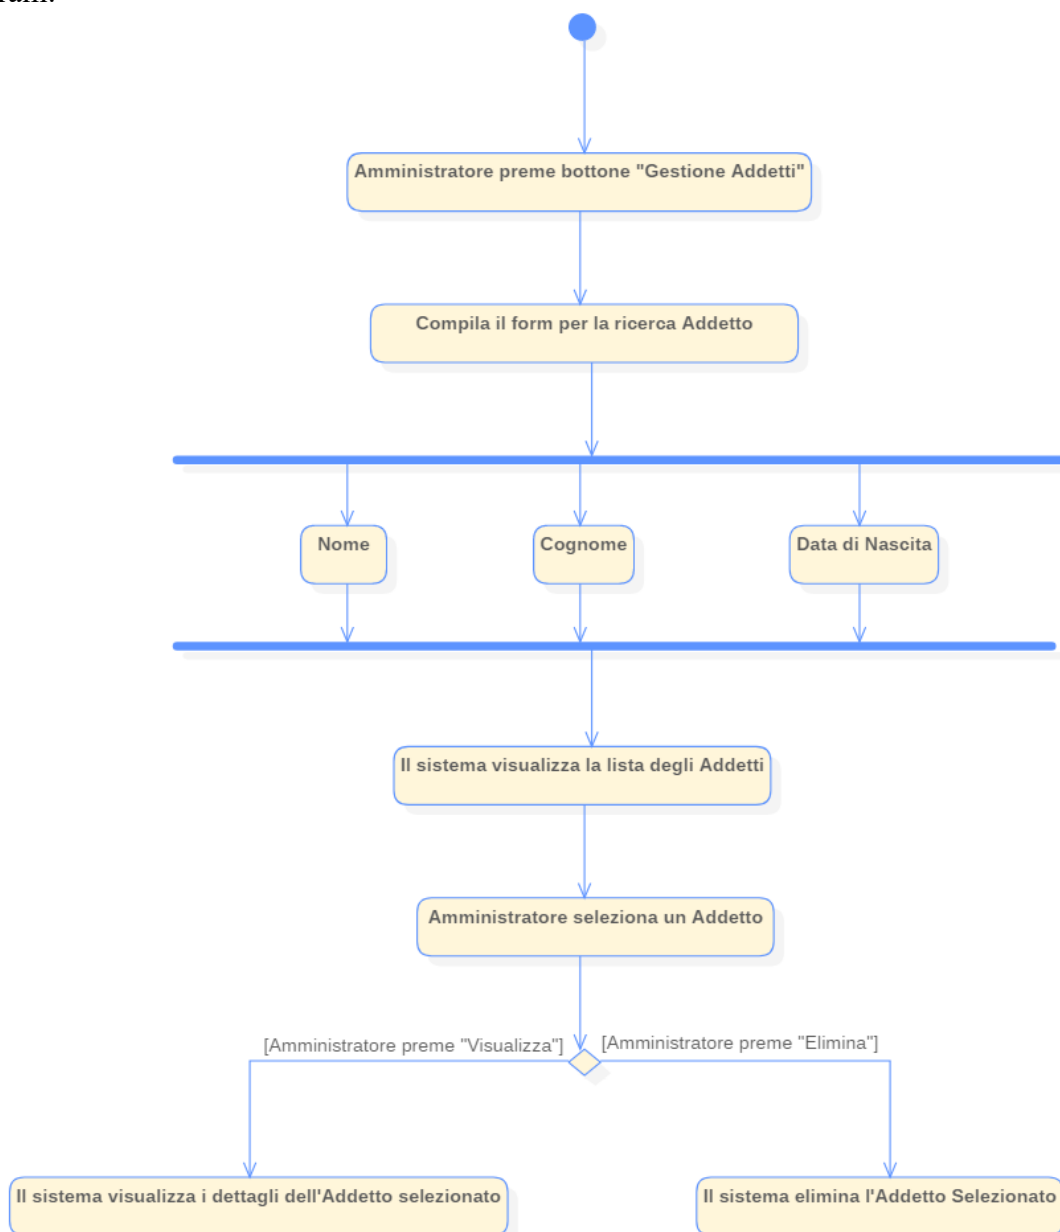 Amministratore preme bottone "Gestione Addetti"
Compila il form per la ricerca Addetto
Nome
Cognome
Data di Nascita
Il sistema visualizza la lista degli Addetti
Amministratore seleziona un Addetto
[Amministratore preme "Visualizza"]
[Amministratore preme "Elimina"]
Il sistema visualizza i dettagli dell'Addetto selezionato
Il sistema elimina l'Addetto Selezionato